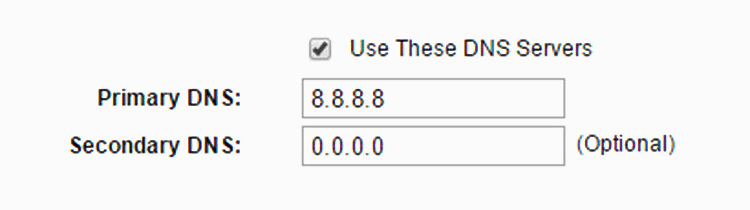 Use These DNS Servers
Primary DNS: 8.8.8.8
Secondary DNS: 0.0.0.0 (Optional)